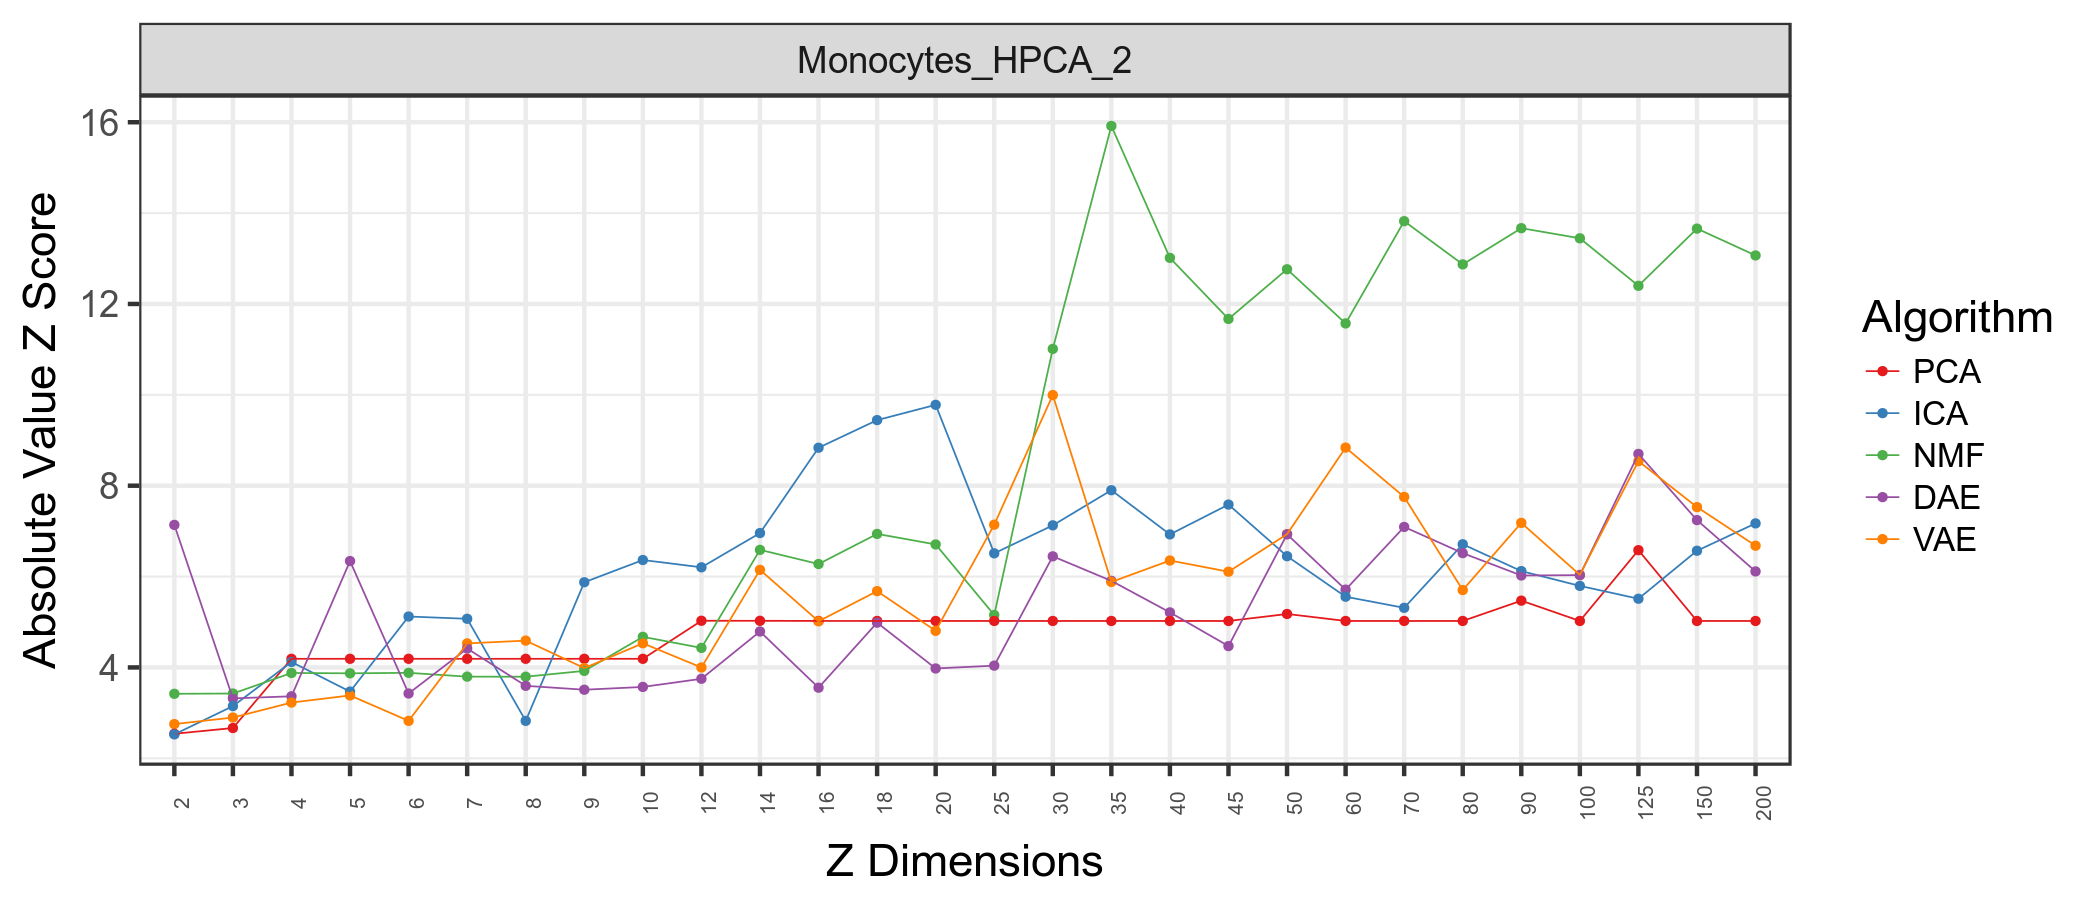 Monocytes_HPCA_2
Absolute Value Z Score
16
12
8
4
2 3 4 5 6 7 8 9 10 12 14 16 18 20 25 30 35 40 45 50 60 70 80 90 100 125 150 200
Z Dimensions
Algorithm
PCA
ICA
NMF
DAE
VAE